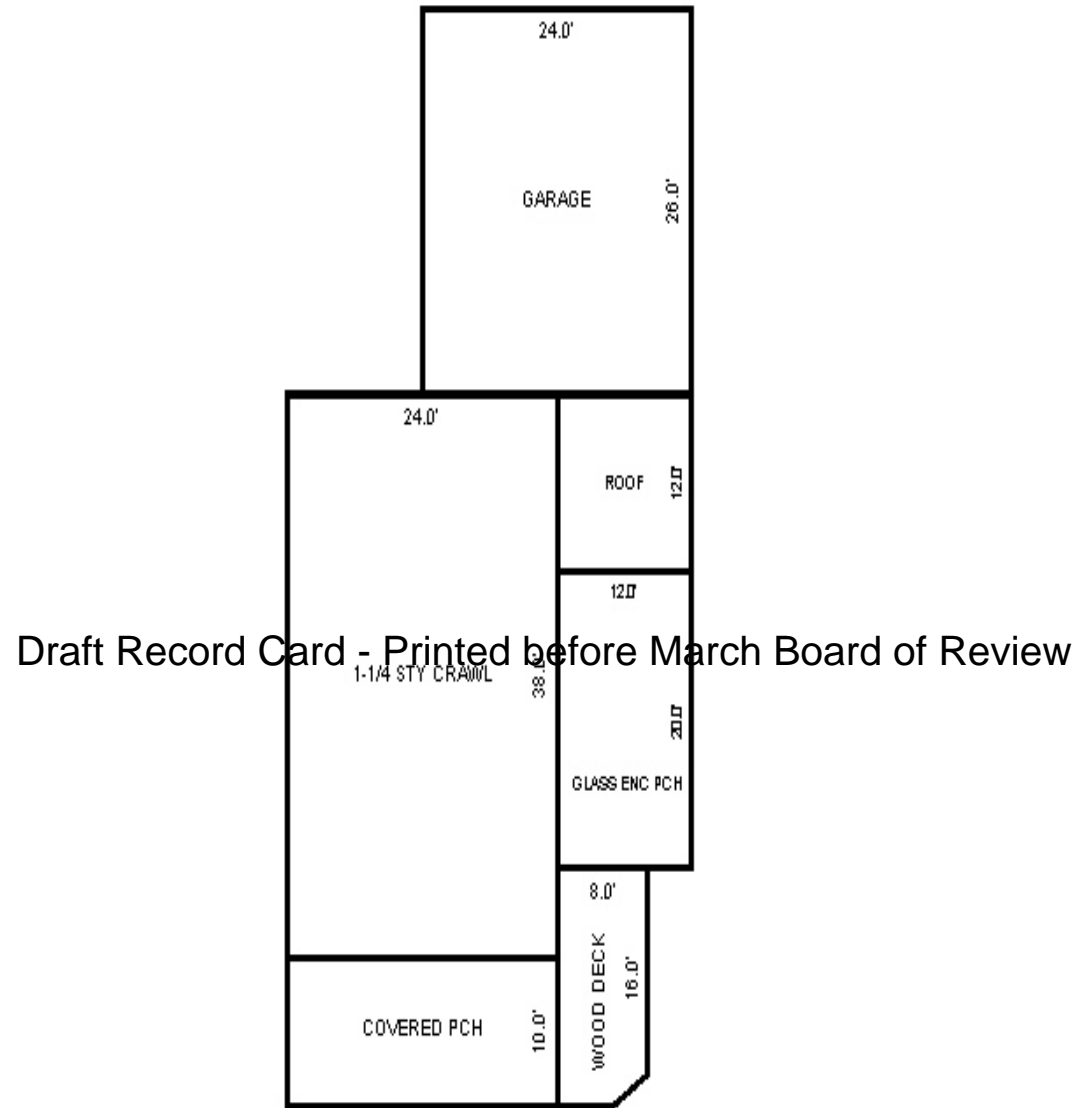 24.0'
GARAGE
26.0'
24.0'
ROOF
12.0'
12.0'
Draft Record Card - Printed before March Board of Review
1-1/4 STY CRAWL
38.0'
20.0'
GLASS ENC PCH
8.0'
WOOD DECK
16.0'
COVERED PCH
10.0'